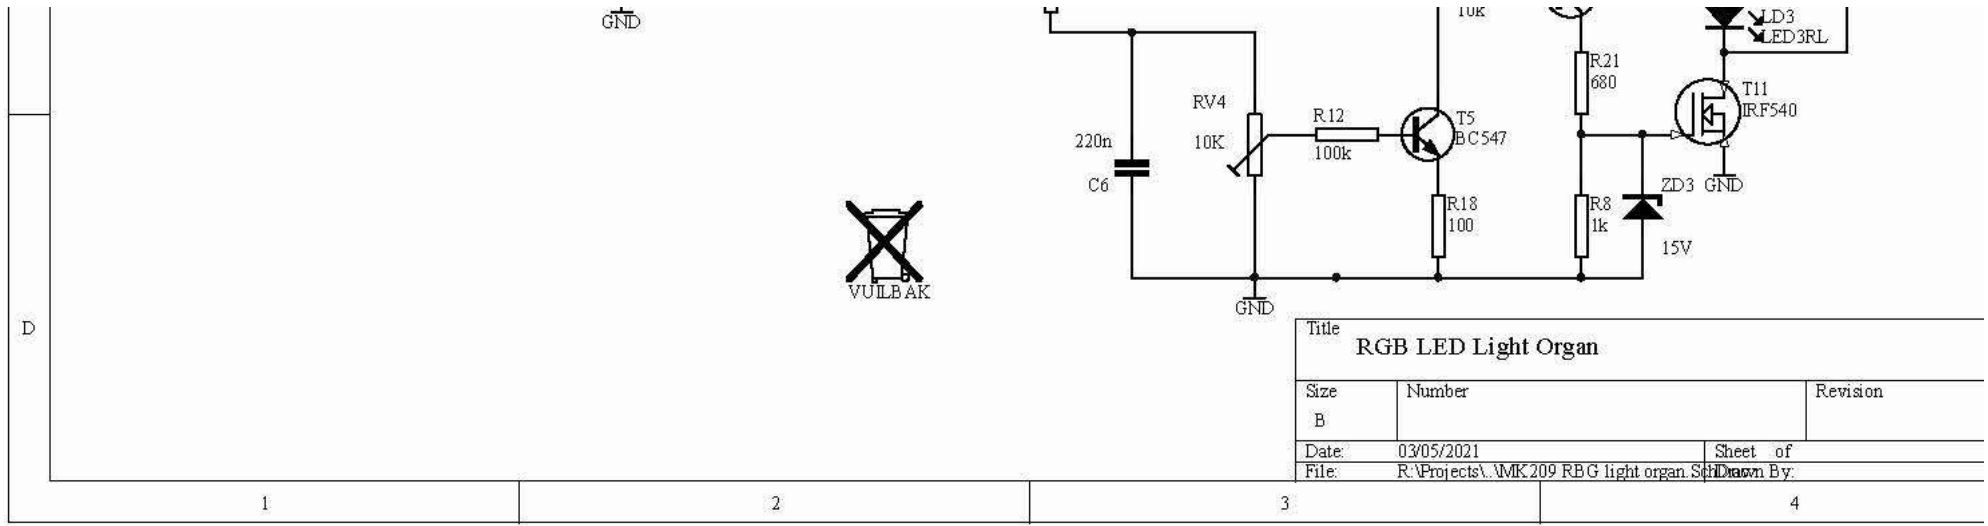 GND
10k
LD3
LED3RL
R21
680
T11
IRF540
RV4
10K
R12
100k
T5
BC547
220n
C6
ZD3
GND
R18
100
R8
1k
15V
VUILBAK
GND
D
Title
RGB LED Light Organ
Size
Number
Revision
B
Date:
03/05/2021
Sheet of
File:
R:\Projects\..\MK209 RBG light organ.SchDoc
Drawn By:
1
2
3
4